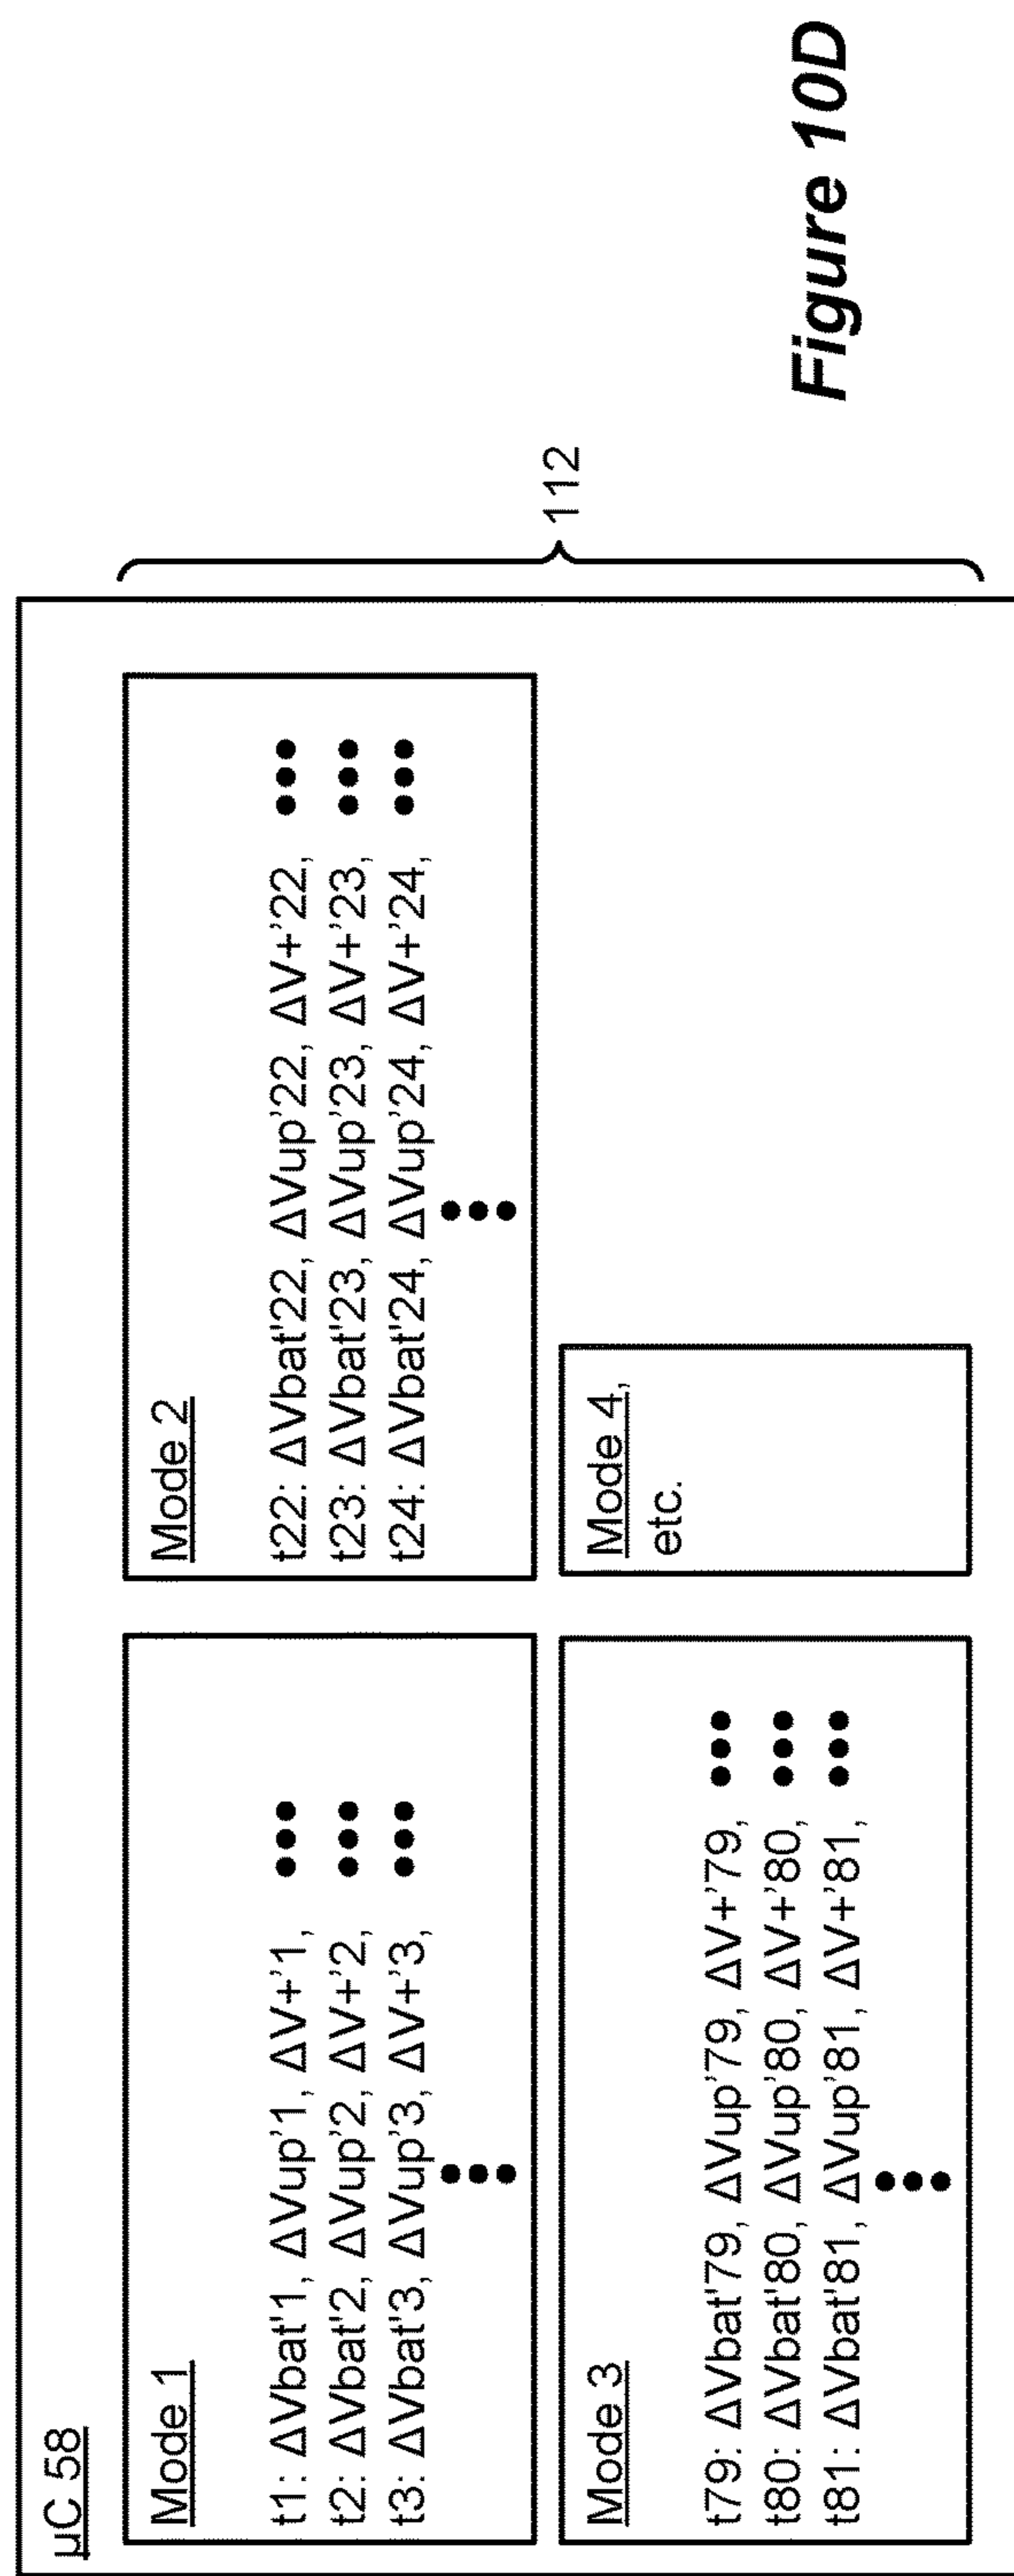 µC 58
Mode 1
t1: ΔVbat'1, ΔVup’1, ΔV+’1, •••
t2: ΔVbat'2, ΔVup’2, ΔV+’2, •••
t3: ΔVbat'3, ΔVup’3, ΔV+’3, •••
Mode 2
t22: ΔVbat'22, ΔVup’22, ΔV+’22, •••
t23: ΔVbat'23, ΔVup’23, ΔV+’23, •••
t24: ΔVbat'24, ΔVup’24, ΔV+’24, •••
Mode 3
t79: ΔVbat'79, ΔVup’79, ΔV+’79, •••
t80: ΔVbat'80, ΔVup’80, ΔV+’80, •••
t81: ΔVbat'81, ΔVup’81, ΔV+’81, •••
Mode 4,
etc.
112
Figure 10D